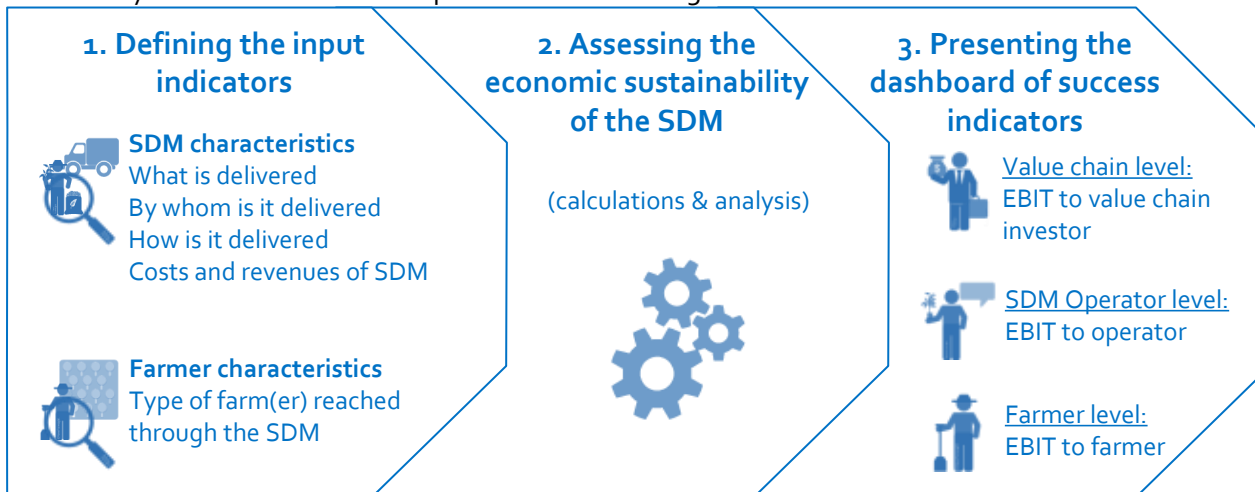 1. Defining the input
indicators
SDM characteristics
What is delivered
By whom is it delivered
How is it delivered
Costs and revenues of SDM
Farmer characteristics
Type of farm(er) reached
through the SDM
2. Assessing the
economic sustainability
of the SDM
(calculations & analysis)
3. Presenting the
dashboard of success
indicators
Value chain level:
EBIT to value chain
investor
SDM Operator level:
EBIT to operator
Farmer level:
EBIT to farmer